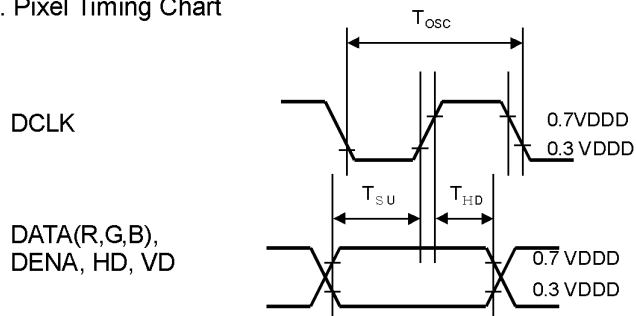 . Pixel Timing Chart
TOSC
DCLK
0.7VDDD
0.3 VDDD
TSU
THD
DATA(R,G,B),
DENA, HD, VD
0.7 VDDD
0.3 VDDD